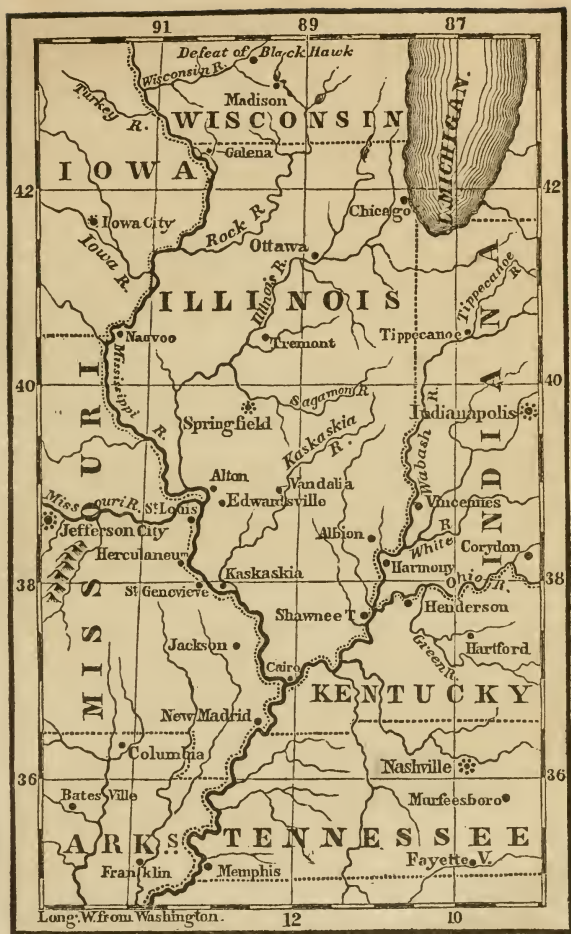 91 89 87
Defeat of Black Hawk
Wisconsin R.
Madison
Turkey
R.
WISCONSIN
L. MICHIGAN.
Galena
IOWA
42 42
Chicago
Iowa City
Rock R.
Iowa R.
Ottawa
ILLINOIS
Illinois R.
Tippecanoe R.
Tippecanoe
Nauvoo
Tremont
INDIANA
Mississippi R.
40 40
Sagamon R.
Springfield
Indianapolis
Kaskaskia
R.
Wabash R.
MISSOURI
Alton
Vandalia
Edwardsville
Missouri R.
St. Louis
Vincennes
Jefferson City
Albion
White R.
Corydon
Herculaneum
Harmony
38 38
Kaskaskia
Ohio R.
St. Genevieve
Henderson
Shawnee T.
Jackson
Green R.
Hartford
Cairo
KENTUCKY
New Madrid
Columbia
Nashville
36 36
Bates Ville
Murfeesboro
ARKS. TENNESSEE
Franklin
Memphis
Fayette V.
Long. W. from Washington. 12 10